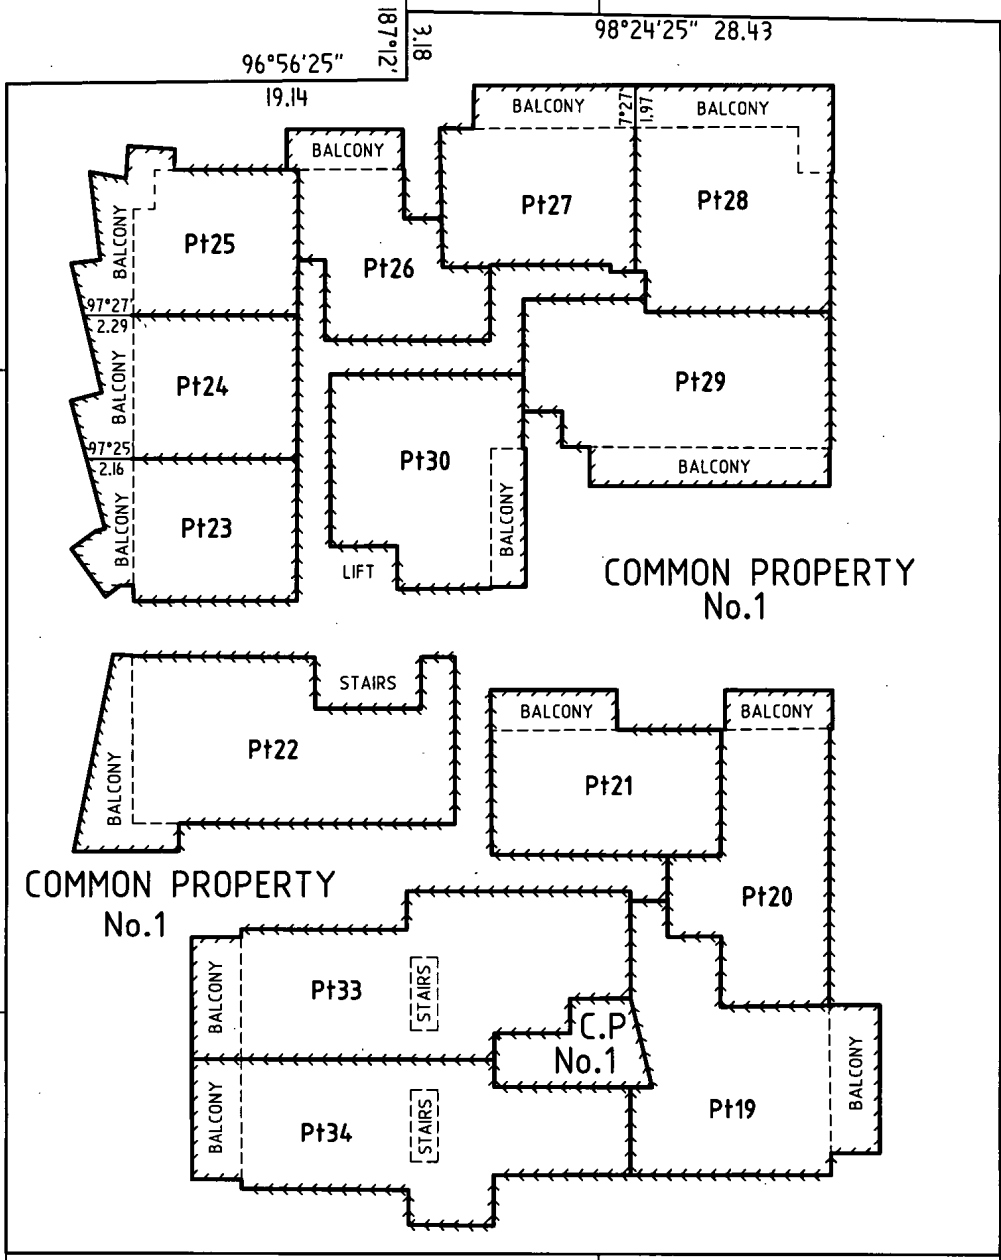 187°12'
3.18
98°24'25" 28.43
96°56'25"
19.14
BALCONY
7°27'
1.97
BALCONY
BALCONY
BALCONY
Pt25
Pt26
Pt27
Pt28
97°27'
2.29
BALCONY
Pt24
Pt29
97°25
2.16
BALCONY
Pt23
Pt30
BALCONY
BALCONY
LIFT
COMMON PROPERTY
No.1
STAIRS
BALCONY
Pt22
BALCONY
BALCONY
Pt21
COMMON PROPERTY
No.1
Pt20
BALCONY
Pt33
STAIRS
C.P
No.1
BALCONY
Pt34
STAIRS
Pt19
BALCONY